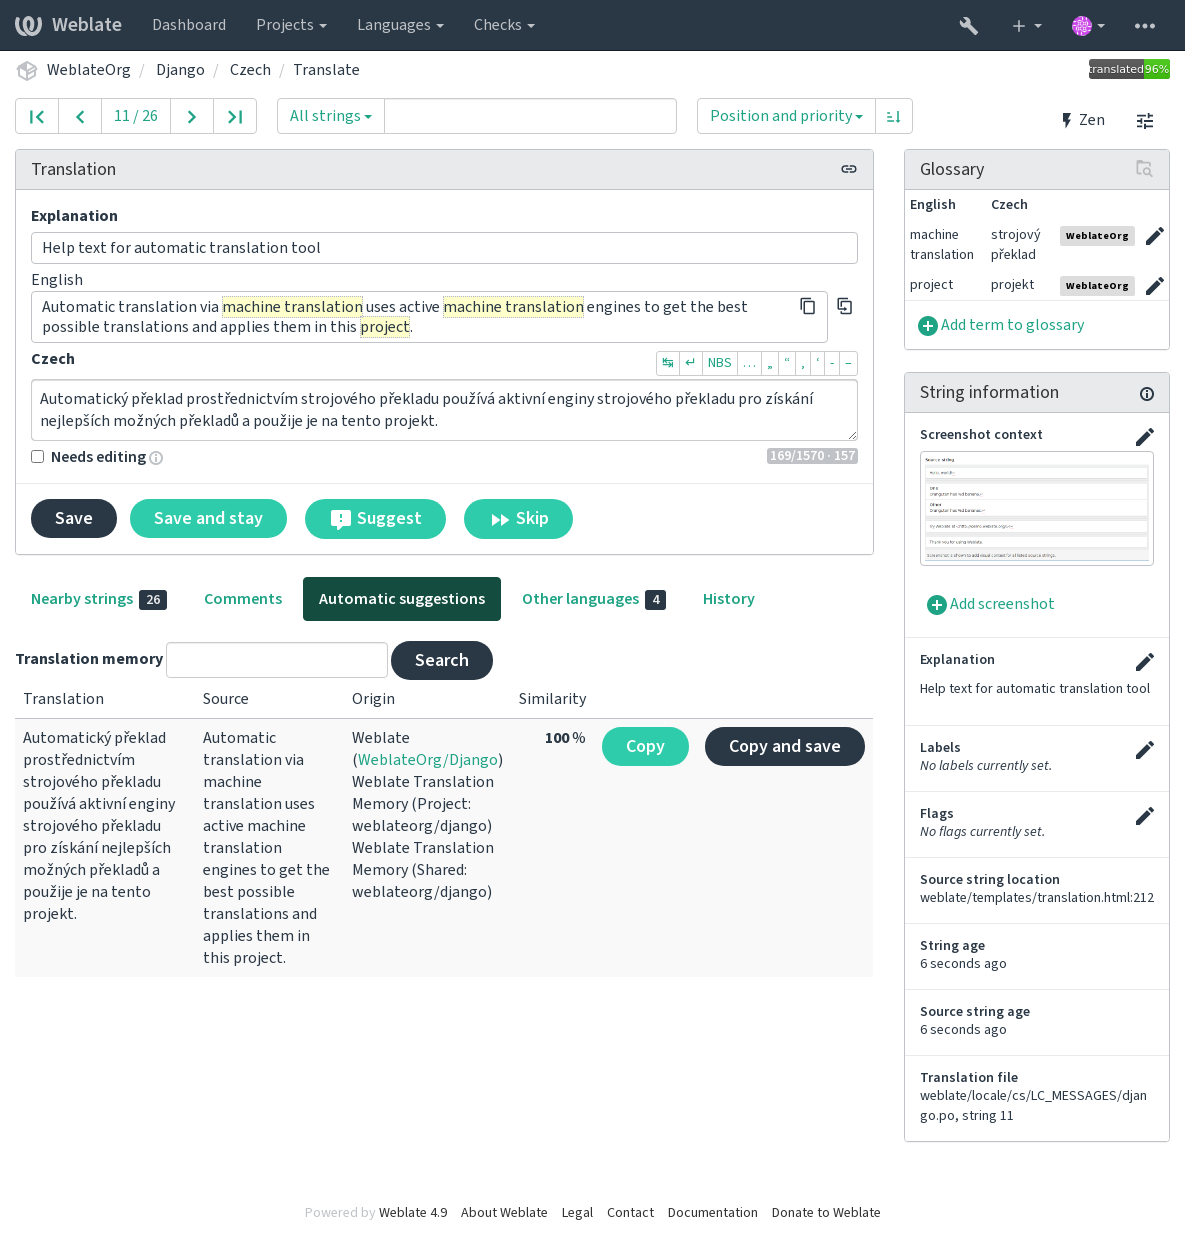 Weblate Dashboard Projects Languages Checks
WeblateOrg / Django / Czech / Translate
translated 96%
11 / 26
All strings
Position and priority
Zen
Translation
Explanation
Help text for automatic translation tool
English
Automatic translation via machine translation uses active machine translation engines to get the best
possible translations and applies them in this project.
Czech
↹ ↵ NBS … „ “ ‚ ‘ - –
Automatický překlad prostřednictvím strojového překladu používá aktivní enginy strojového překladu pro získání
nejlepších možných překladů a použije je na tento projekt.
Needs editing
169/1570 · 157
Save Save and stay Suggest Skip
Nearby strings 26 Comments Automatic suggestions Other languages 4 History
Translation memory Search
Translation Source Origin Similarity
Automatický překlad
prostřednictvím
strojového překladu
používá aktivní enginy
strojového překladu
pro získání nejlepších
možných překladů a
použije je na tento
projekt.
Automatic
translation via
machine
translation uses
active machine
translation
engines to get the
best possible
translations and
applies them in
this project.
Weblate
(WeblateOrg/Django)
Weblate Translation
Memory (Project:
weblateorg/django)
Weblate Translation
Memory (Shared:
weblateorg/django)
100 %
Copy Copy and save
Glossary
English Czech
machine
translation
strojový
překlad
WeblateOrg
project projekt WeblateOrg
Add term to glossary
String information
Screenshot context
Source string
One
Other
Thank you for using Weblate.
Add screenshot
Explanation
Help text for automatic translation tool
Labels
No labels currently set.
Flags
No flags currently set.
Source string location
weblate/templates/translation.html:212
String age
6 seconds ago
Source string age
6 seconds ago
Translation file
weblate/locale/cs/LC_MESSAGES/djan
go.po, string 11
Powered by Weblate 4.9 About Weblate Legal Contact Documentation Donate to Weblate